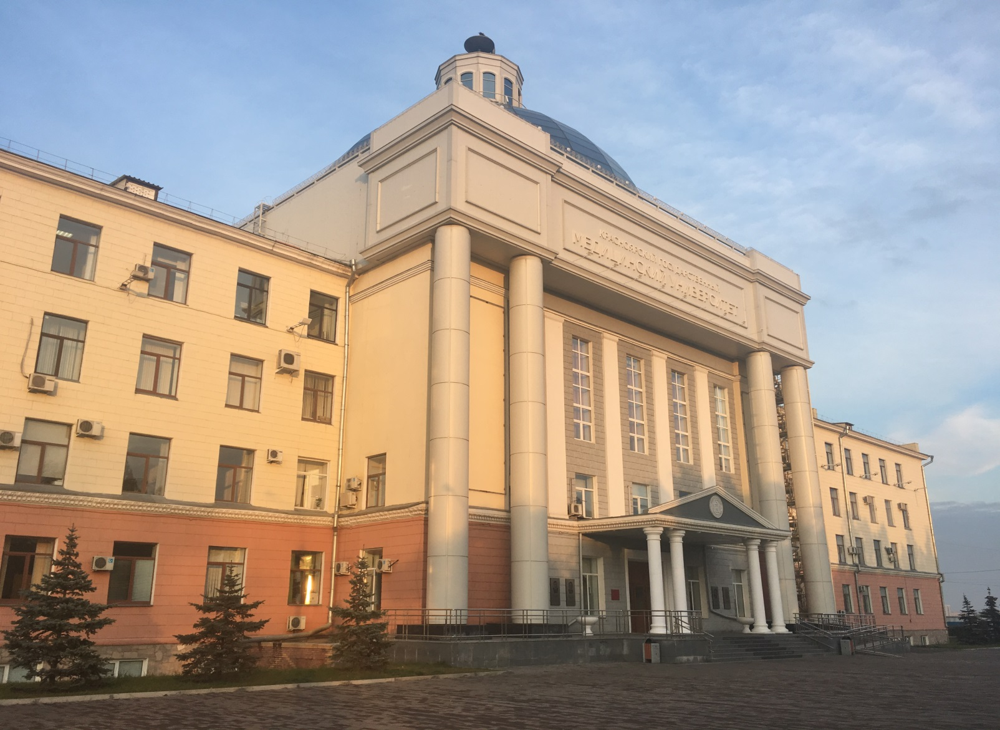 КРАСНОЯРСКИЙ ГОСУДАРСТВЕННЫЙ
МЕДИЦИНСКИЙ УНИВЕРСИТЕТ